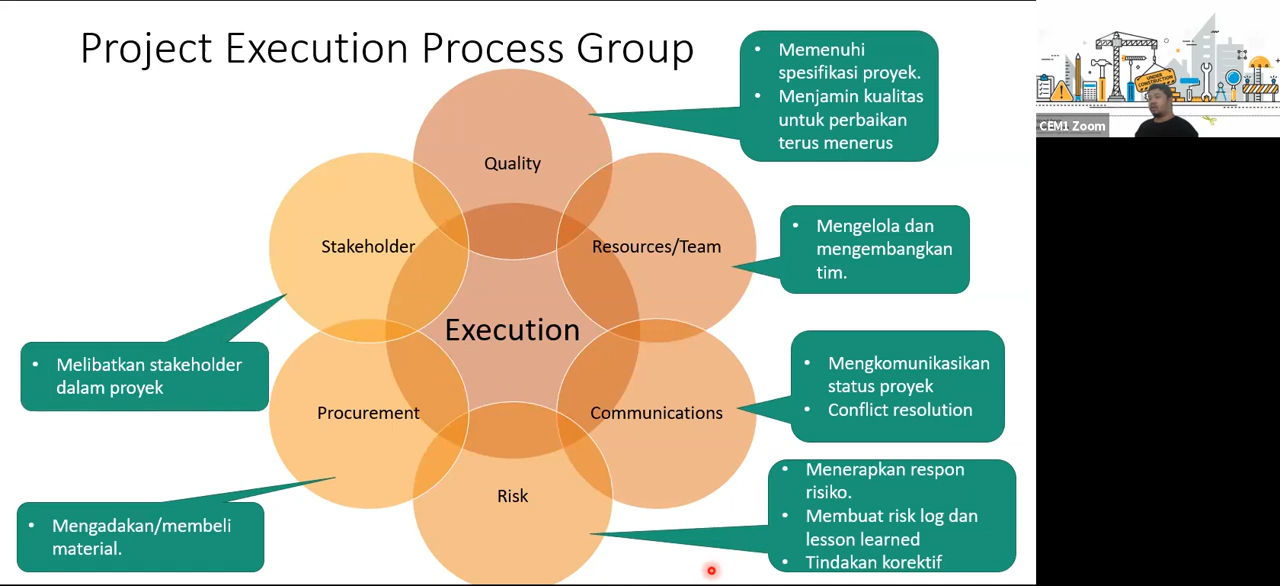 Project Execution Process Group
• Memenuhi
spesifikasi proyek.
• Menjamin kualitas
untuk perbaikan
terus menerus
UNDER
CONSTRUCTION
CEM1 Zoom
Quality
Stakeholder
Resources/Team
• Mengelola dan
mengembangkan
tim.
Execution
• Melibatkan stakeholder
dalam proyek
• Mengkomunikasikan
status proyek
• Conflict resolution
Procurement
Communications
Risk
• Menerapkan respon
risiko.
• Membuat risk log dan
lesson learned
• Tindakan korektif
• Mengadakan/membeli
material.